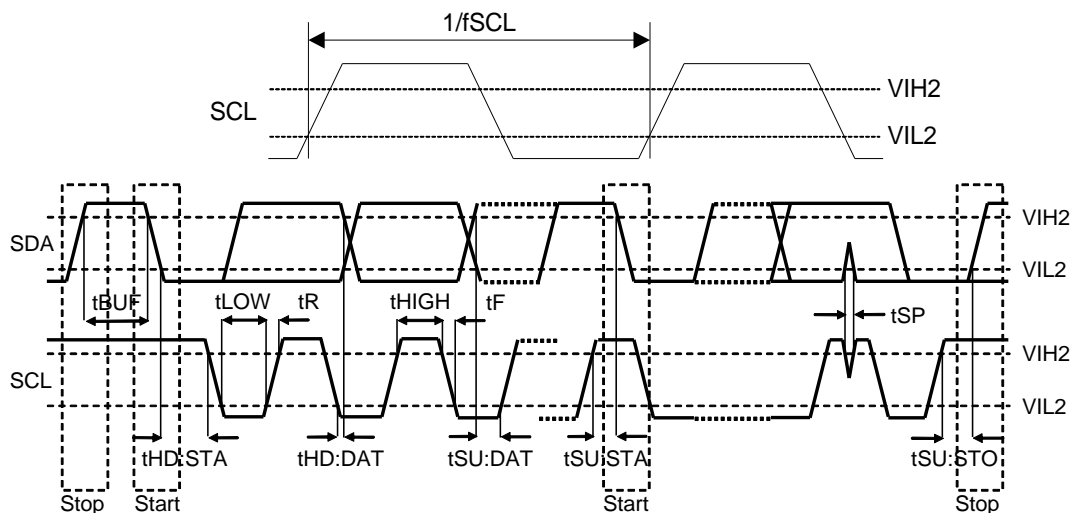 1/fSCL
VIH2
SCL
VIL2
VIH2
SDA
VIL2
tBUF tLOW tR tHIGH tF
tSP
VIH2
SCL
VIL2
tHD:STA tHD:DAT tSU:DAT tSU:STA tSU:STO
Stop Start Start Stop